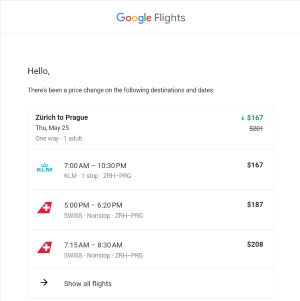 Google Flights
Hello,
There's been a price change on the following destinations and dates:
Zürich to Prague
↓ $167
Thu, May 25
$201
One way · 1 adult
7:00 AM – 10:30 PM
$167
KLM
KLM · 1 stop · ZRH–PRG
5:00 PM – 6:20 PM
$187
SWISS · Nonstop · ZRH–PRG
7:15 AM – 8:30 AM
$208
SWISS · Nonstop · ZRH–PRG
→ Show all flights